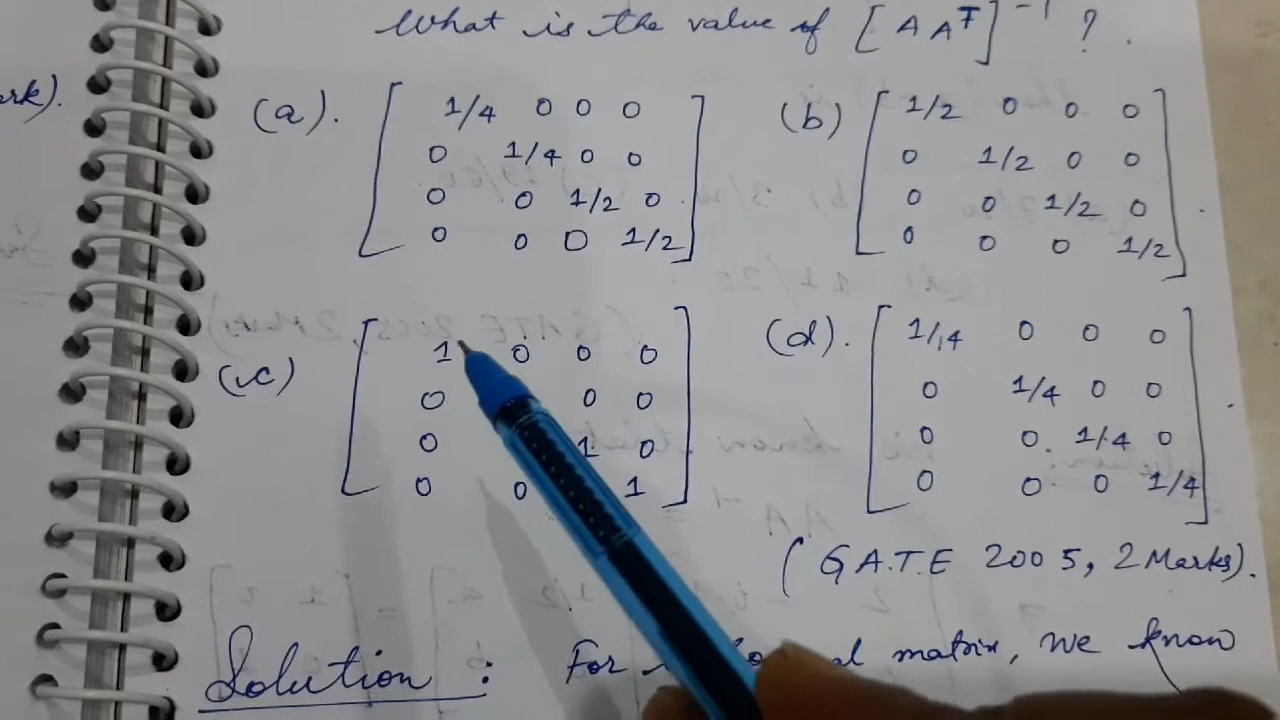 What is the value of [A Aᵀ]⁻¹ ?
ark).
(a). [ 1/4 0 0 0
0 1/4 0 0
0 0 1/2 0
0 0 0 1/2 ]
(b) [ 1/2 0 0 0
0 1/2 0 0
0 0 1/2 0
0 0 0 1/2 ]
(c) [ 1 0 0 0
0 0 0
0 1 0
0 0 1 ]
(d). [ 1/4 0 0 0
0 1/4 0 0
0 0 1/4 0
0 0 0 1/4 ]
(GATE 2005, 2 Marks).
Solution : For matrix, we know